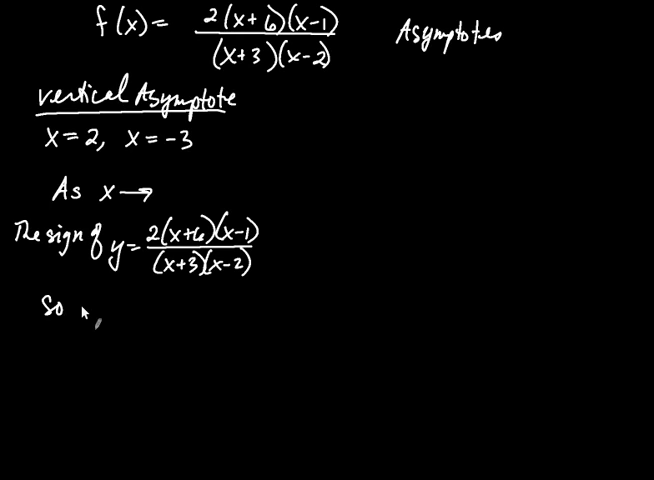 f(x) = 2(x+6)(x-1) / (x+3)(x-2) Asymptotes
vertical Asymptote
x = 2, x = -3
As x →
The sign of y = 2(x+6)(x-1) / (x+3)(x-2)
So